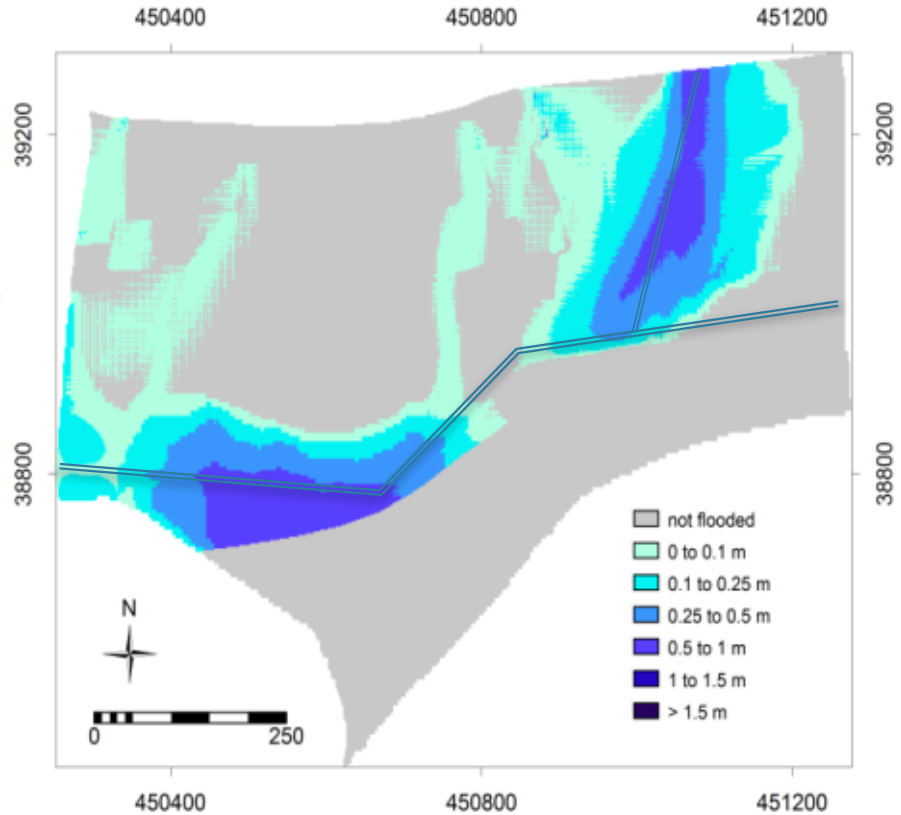 450400 450800 451200
39200 39200
38800 38800
not flooded
0 to 0.1 m
0.1 to 0.25 m
0.25 to 0.5 m
0.5 to 1 m
1 to 1.5 m
> 1.5 m
N
0 250
450400 450800 451200